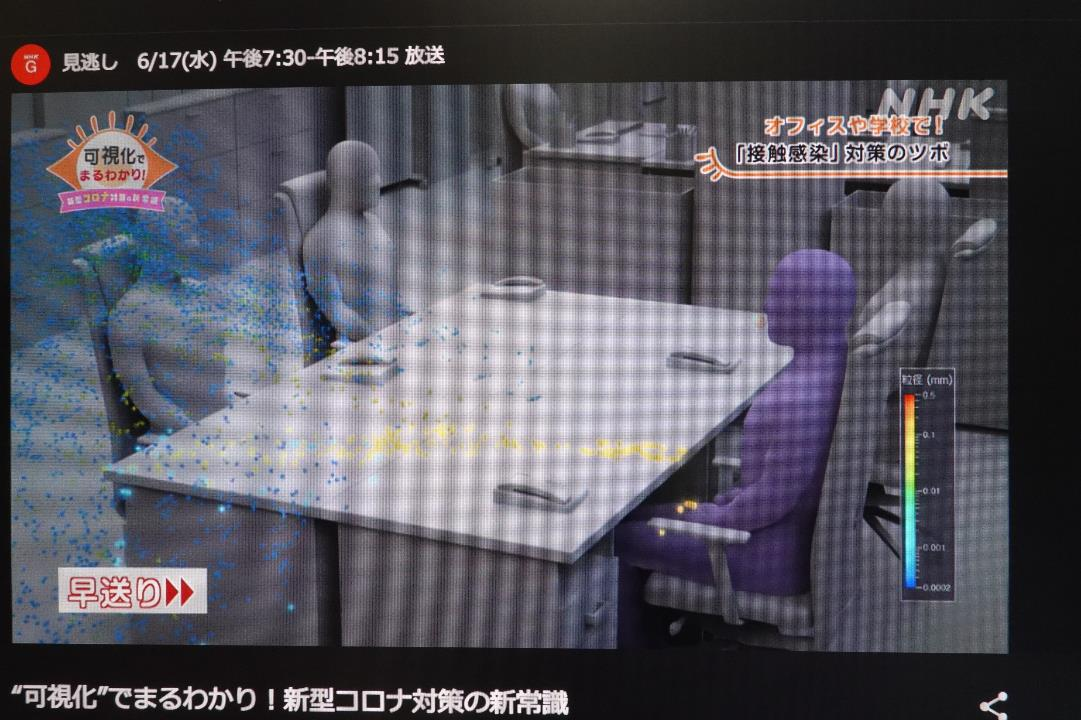 NHK
G
見逃し 6/17(水) 午後7:30-午後8:15 放送
NHK
可視化で
まるわかり!
新型コロナ対策の新常識
オフィスや学校で!
「接触感染」対策のツボ
粒径 (mm)
0.5
0.1
0.01
0.001
0.0002
早送り
“可視化”でまるわかり！新型コロナ対策の新常識